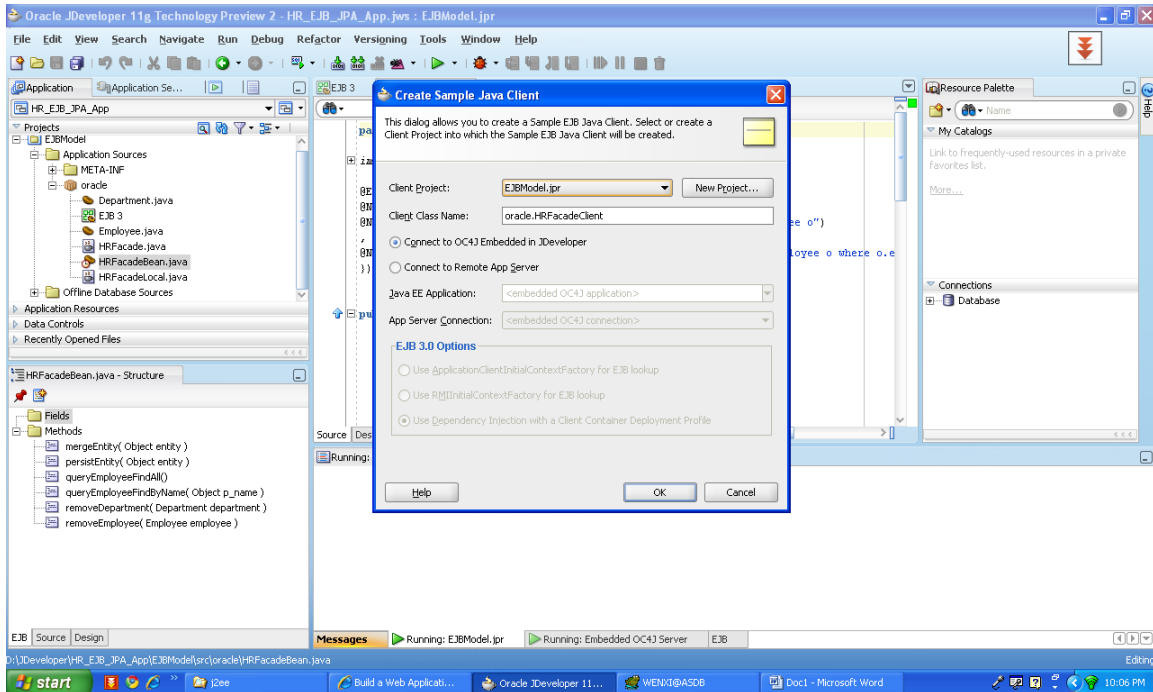 Oracle JDeveloper 11g Technology Preview 2 - HR_EJB_JPA_App.jws : EJBModel.jpr
File Edit View Search Navigate Run Debug Refactor Versioning Tools Window Help
Application
Application Se...
HR_EJB_JPA_App
Projects
EJBModel
Application Sources
META-INF
oracle
Department.java
EJB 3
Employee.java
HRFacade.java
HRFacadeBean.java
HRFacadeLocal.java
Offline Database Sources
Application Resources
Data Controls
Recently Opened Files
HRFacadeBean.java - Structure
Fields
Methods
mergeEntity( Object entity )
persistEntity( Object entity )
queryEmployeeFindAll()
queryEmployeeFindByName( Object p_name )
removeDepartment( Department department )
removeEmployee( Employee employee )
EJB Source Design
EJB 3
pa
im
@E
@N
@N
ee o")
,
@N
loyee o where o.e
})
pu
Source Des
Create Sample Java Client
This dialog allows you to create a Sample EJB Java Client. Select or create a
Client Project into which the Sample EJB Java Client will be created.
Client Project: EJBModel.jpr New Project...
Client Class Name: oracle.HRFacadeClient
Connect to OC4J Embedded in JDeveloper
Connect to Remote App Server
Java EE Application: <embedded OC4J application>
App Server Connection: <embedded OC4J connection>
EJB 3.0 Options
Use ApplicationClientInitialContextFactory for EJB lookup
Use RMIInitialContextFactory for EJB lookup
Use Dependency Injection with a Client Container Deployment Profile
Help OK Cancel
Resource Palette
Name
My Catalogs
Link to frequently-used resources in a private
favorites list.
More...
Connections
Database
Help
Running:
Messages Running: EJBModel.jpr Running: Embedded OC4J Server EJB
D:\JDeveloper\HR_EJB_JPA_App\EJBModel\src\oracle\HRFacadeBean.java
Editing
start
j2ee
Build a Web Applicati...
Oracle JDeveloper 11...
WENXI@ASDB
Doc1 - Microsoft Word
10:06 PM